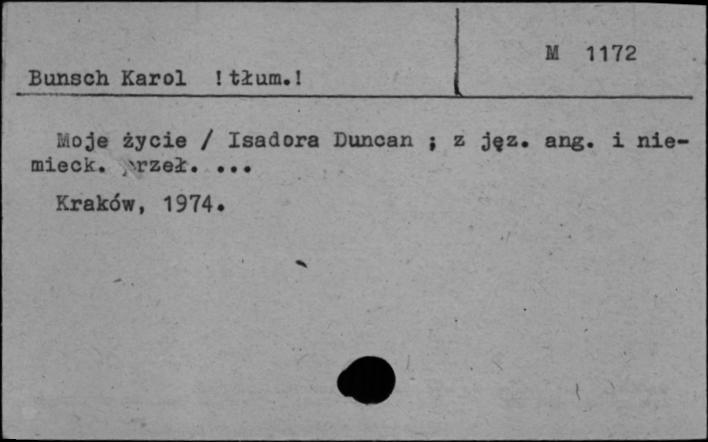 M 1172
Bunsch Karol !tłum.!
Moje życie / Isadora Duncan ; z jęz. ang. i nie-
mieck. przeł. ...
Kraków, 1974.